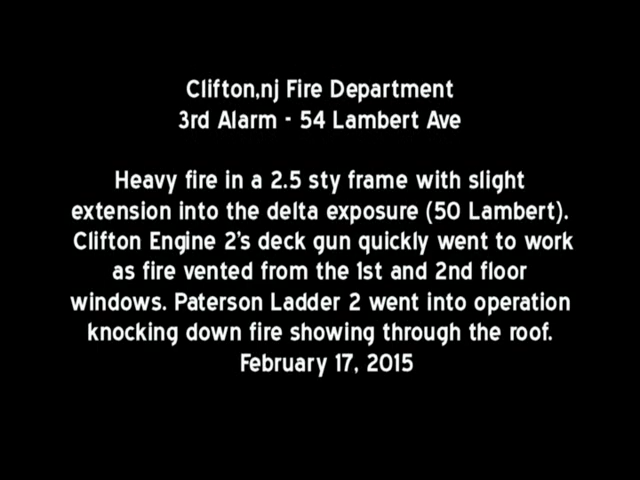 Clifton,nj Fire Department
3rd Alarm - 54 Lambert Ave
Heavy fire in a 2.5 sty frame with slight
extension into the delta exposure (50 Lambert).
Clifton Engine 2's deck gun quickly went to work
as fire vented from the 1st and 2nd floor
windows. Paterson Ladder 2 went into operation
knocking down fire showing through the roof.
February 17, 2015